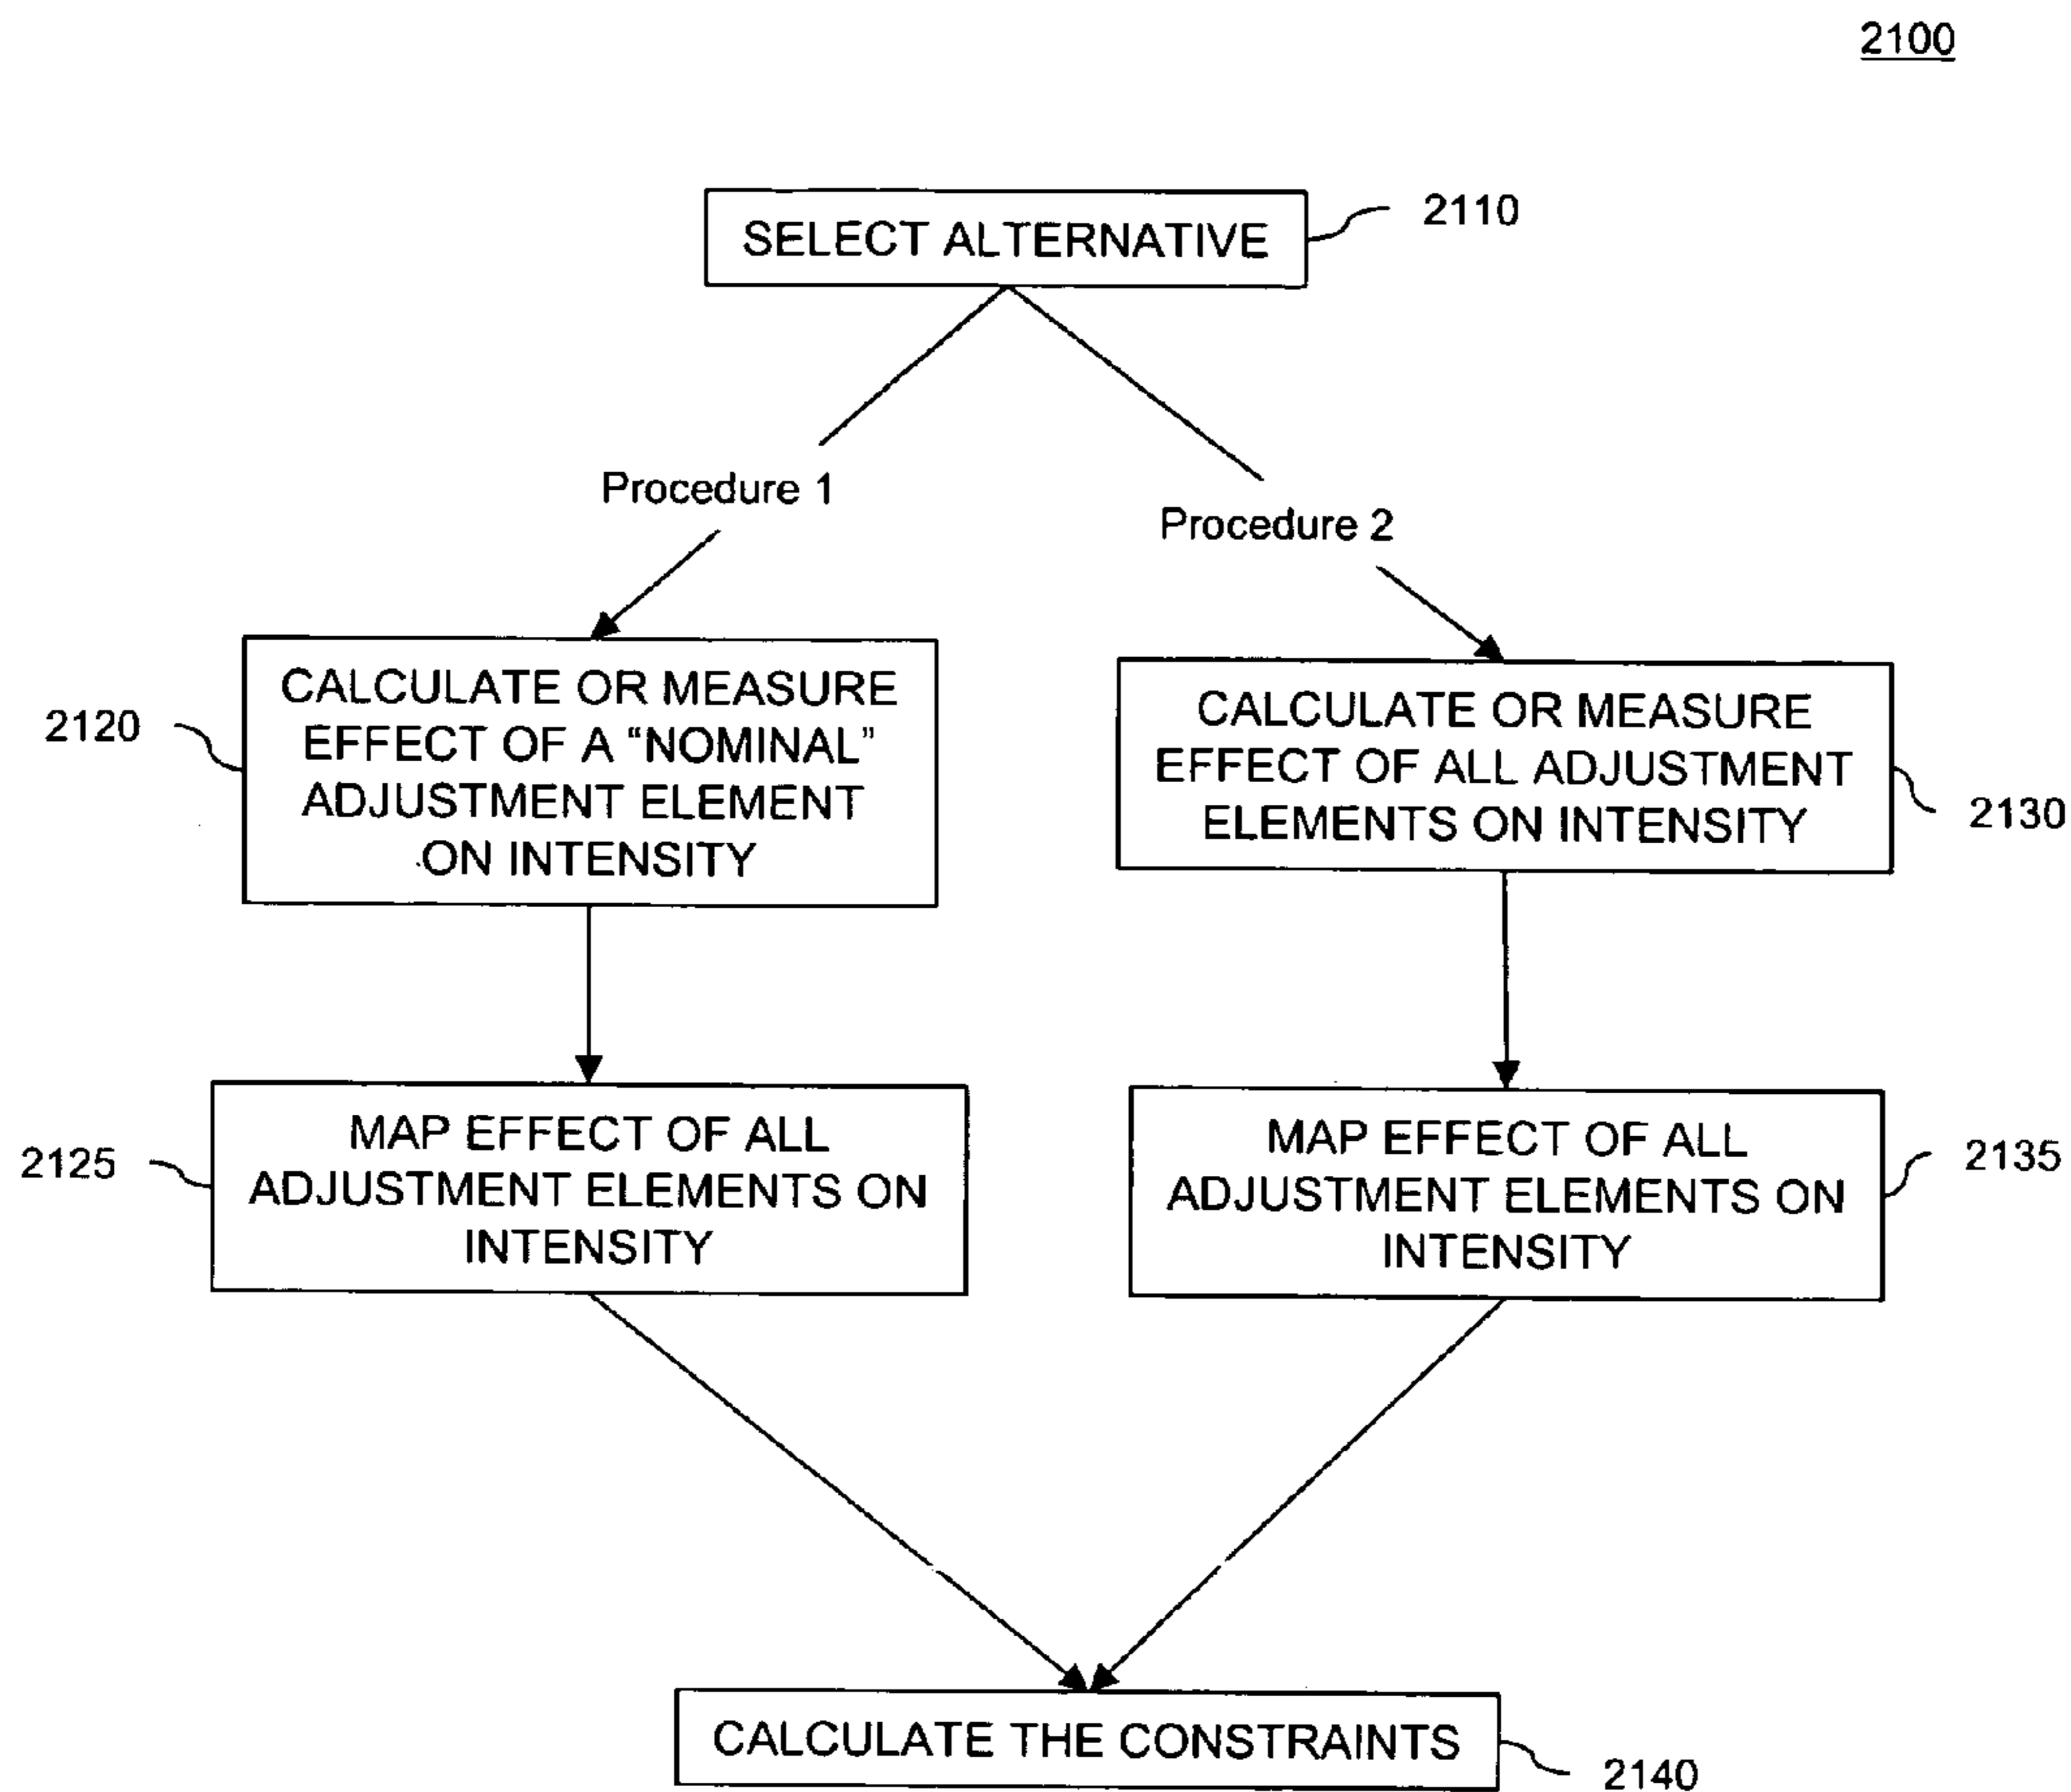 2100
SELECT ALTERNATIVE
2110
Procedure 1
Procedure 2
2120
CALCULATE OR MEASURE
EFFECT OF A “NOMINAL”
ADJUSTMENT ELEMENT
ON INTENSITY
CALCULATE OR MEASURE
EFFECT OF ALL ADJUSTMENT
ELEMENTS ON INTENSITY
2130
2125
MAP EFFECT OF ALL
ADJUSTMENT ELEMENTS ON
INTENSITY
MAP EFFECT OF ALL
ADJUSTMENT ELEMENTS ON
INTENSITY
2135
CALCULATE THE CONSTRAINTS
2140